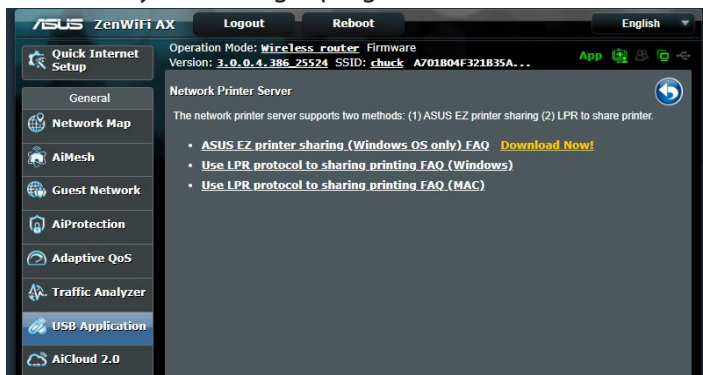 ASUS ZenWiFi AX Logout Reboot English
Quick Internet Setup
Operation Mode: Wireless router Firmware
Version: 3.0.0.4.386_25524 SSID: chuck A701B04F321B35A... App
General
Network Map
AiMesh
Guest Network
AiProtection
Adaptive QoS
Traffic Analyzer
USB Application
AiCloud 2.0
Network Printer Server
The network printer server supports two methods: (1) ASUS EZ printer sharing (2) LPR to share printer.
• ASUS EZ printer sharing (Windows OS only) FAQ Download Now!
• Use LPR protocol to sharing printing FAQ (Windows)
• Use LPR protocol to sharing printing FAQ (MAC)